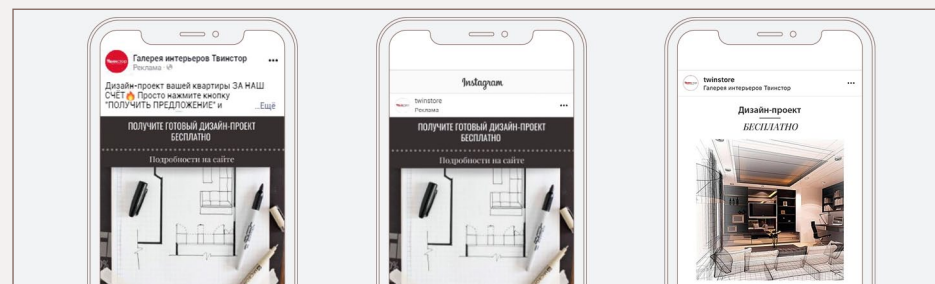 Галерея интерьеров Твинстор
Реклама
Дизайн-проект вашей квартиры ЗА НАШ
СЧЁТ🔥 Просто нажмите кнопку
"ПОЛУЧИТЬ ПРЕДЛОЖЕНИЕ" и ...Ещё
ПОЛУЧИТЕ ГОТОВЫЙ ДИЗАЙН-ПРОЕКТ
БЕСПЛАТНО
Подробности на сайте
Instagram
twinstore
Реклама
ПОЛУЧИТЕ ГОТОВЫЙ ДИЗАЙН-ПРОЕКТ
БЕСПЛАТНО
Подробности на сайте
twinstore
Галерея интерьеров Твинстор
Дизайн-проект
БЕСПЛАТНО